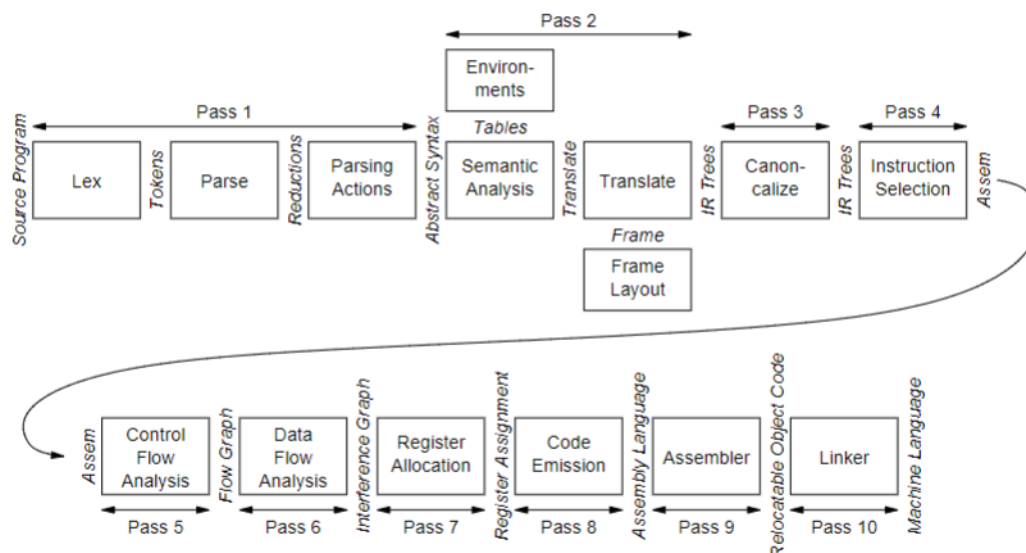 Pass 2
Environ-
ments
Pass 1
Tables
Pass 3
Pass 4
Source Program
Lex
Tokens
Parse
Reductions
Parsing
Actions
Abstract Syntax
Semantic
Analysis
Translate
Translate
IR Trees
Canon-
calize
IR Trees
Instruction
Selection
Assem
Frame
Frame
Layout
Assem
Control
Flow
Analysis
Flow Graph
Data
Flow
Analysis
Interference Graph
Register
Allocation
Register Assignment
Code
Emission
Assembly Language
Assembler
Relocatable Object Code
Linker
Machine Language
Pass 5
Pass 6
Pass 7
Pass 8
Pass 9
Pass 10